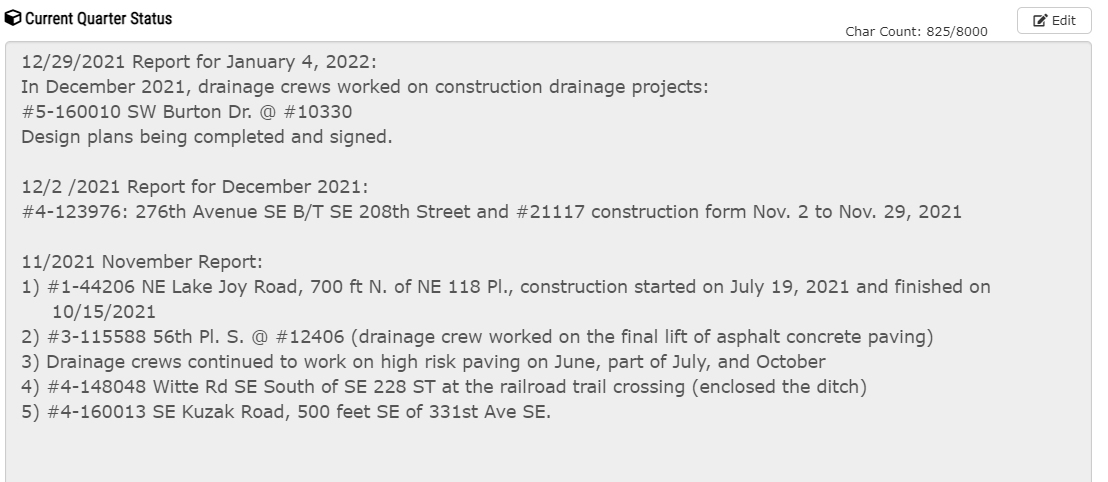 Current Quarter Status
Char Count: 825/8000
Edit
12/29/2021 Report for January 4, 2022:
In December 2021, drainage crews worked on construction drainage projects:
#5-160010 SW Burton Dr. @ #10330
Design plans being completed and signed.
12/2 /2021 Report for December 2021:
#4-123976: 276th Avenue SE B/T SE 208th Street and #21117 construction form Nov. 2 to Nov. 29, 2021
11/2021 November Report:
1) #1-44206 NE Lake Joy Road, 700 ft N. of NE 118 Pl., construction started on July 19, 2021 and finished on
10/15/2021
2) #3-115588 56th Pl. S. @ #12406 (drainage crew worked on the final lift of asphalt concrete paving)
3) Drainage crews continued to work on high risk paving on June, part of July, and October
4) #4-148048 Witte Rd SE South of SE 228 ST at the railroad trail crossing (enclosed the ditch)
5) #4-160013 SE Kuzak Road, 500 feet SE of 331st Ave SE.